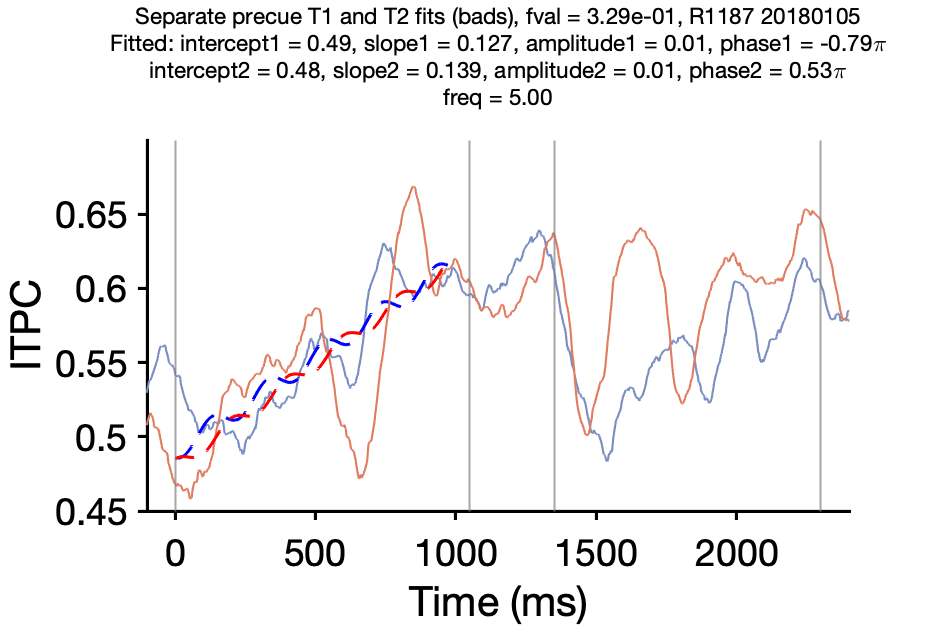 Separate precue T1 and T2 fits (bads), fval = 3.29e-01, R1187 20180105
Fitted: intercept1 = 0.49, slope1 = 0.127, amplitude1 = 0.01, phase1 = -0.79π
intercept2 = 0.48, slope2 = 0.139, amplitude2 = 0.01, phase2 = 0.53π
freq = 5.00
0.65
0.6
0.55
0.5
0.45
ITPC
0 500 1000 1500 2000
Time (ms)